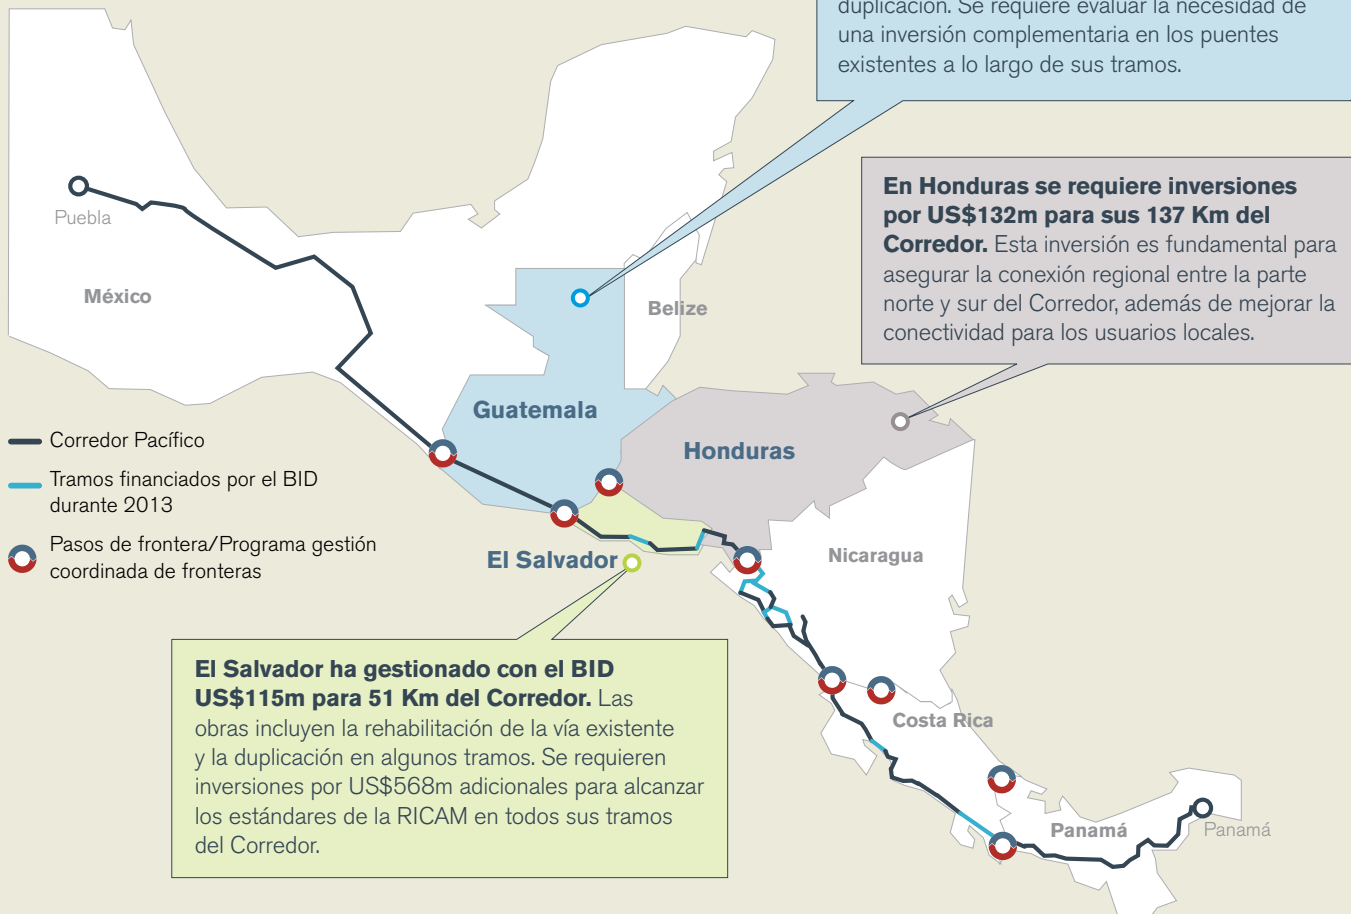 duplicación. Se requiere evaluar la necesidad de
una inversión complementaria en los puentes
existentes a lo largo de sus tramos.
En Honduras se requiere inversiones
por US$132m para sus 137 Km del
Corredor. Esta inversión es fundamental para
asegurar la conexión regional entre la parte
norte y sur del Corredor, además de mejorar la
conectividad para los usuarios locales.
Puebla
México
Belize
Guatemala
Honduras
Corredor Pacífico
Tramos financiados por el BID
durante 2013
Pasos de frontera/Programa gestión
coordinada de fronteras
El Salvador
Nicaragua
El Salvador ha gestionado con el BID
US$115m para 51 Km del Corredor. Las
obras incluyen la rehabilitación de la vía existente
y la duplicación en algunos tramos. Se requieren
inversiones por US$568m adicionales para alcanzar
los estándares de la RICAM en todos sus tramos
del Corredor.
Costa Rica
Panamá
Panamá